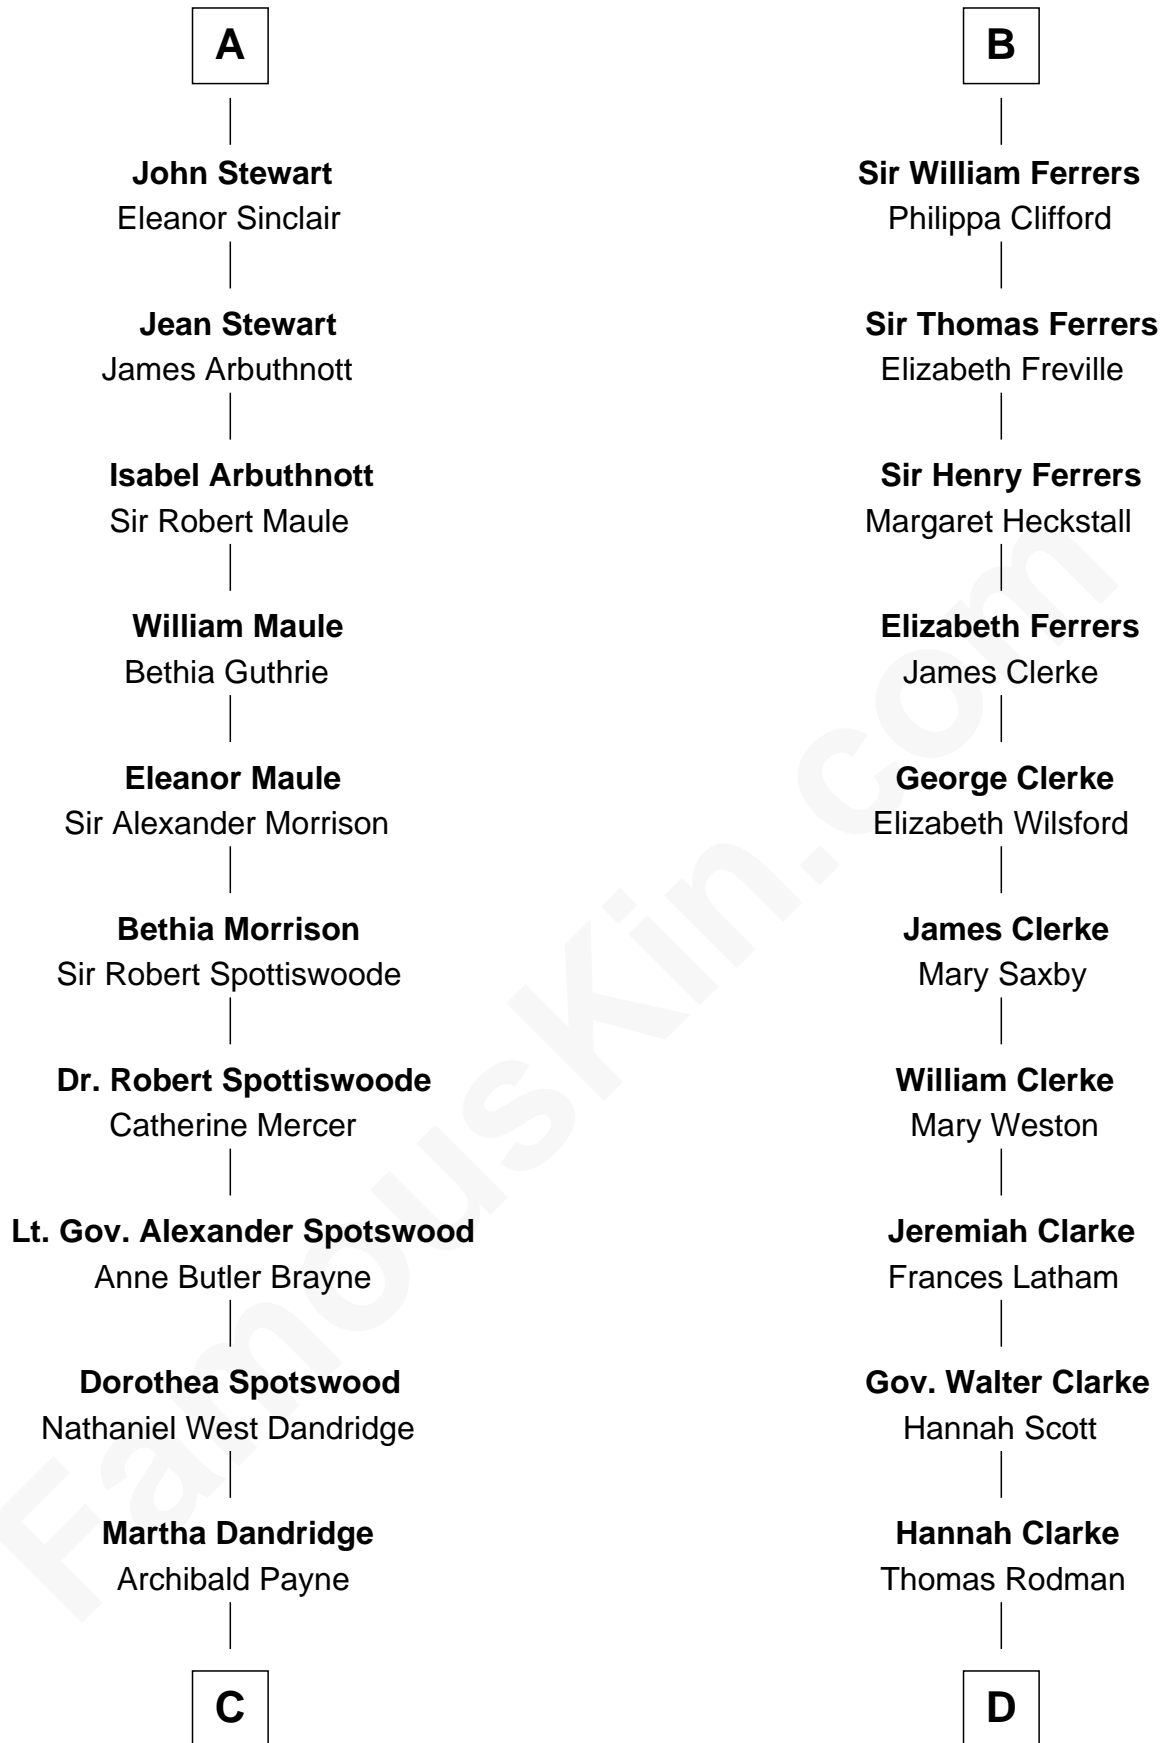 A
John Stewart
Eleanor Sinclair
Jean Stewart
James Arbuthnott
Isabel Arbuthnott
Sir Robert Maule
William Maule
Bethia Guthrie
Eleanor Maule
Sir Alexander Morrison
Bethia Morrison
Sir Robert Spottiswoode
Dr. Robert Spottiswoode
Catherine Mercer
Lt. Gov. Alexander Spotswood
Anne Butler Brayne
Dorothea Spotswood
Nathaniel West Dandridge
Martha Dandridge
Archibald Payne
C
B
Sir William Ferrers
Philippa Clifford
Sir Thomas Ferrers
Elizabeth Freville
Sir Henry Ferrers
Margaret Heckstall
Elizabeth Ferrers
James Clerke
George Clerke
Elizabeth Wilsford
James Clerke
Mary Saxby
William Clerke
Mary Weston
Jeremiah Clarke
Frances Latham
Gov. Walter Clarke
Hannah Scott
Hannah Clarke
Thomas Rodman
D
FamousKin.com